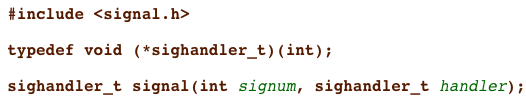 #include <signal.h>
typedef void (*sighandler_t)(int);
sighandler_t signal(int signum, sighandler_t handler);